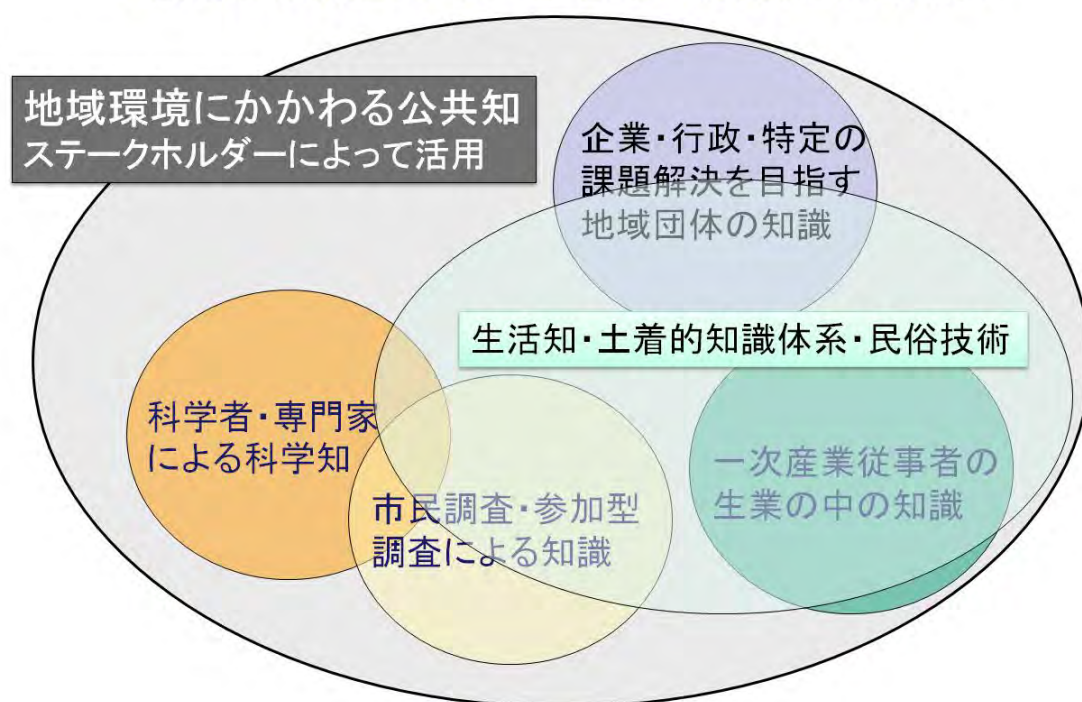 地域環境にかかわる公共知
ステークホルダーによって活用
企業・行政・特定の
課題解決を目指す
地域団体の知識
生活知・土着的知識体系・民俗技術
科学者・専門家
による科学知
一次産業従事者の
生業の中の知識
市民調査・参加型
調査による知識